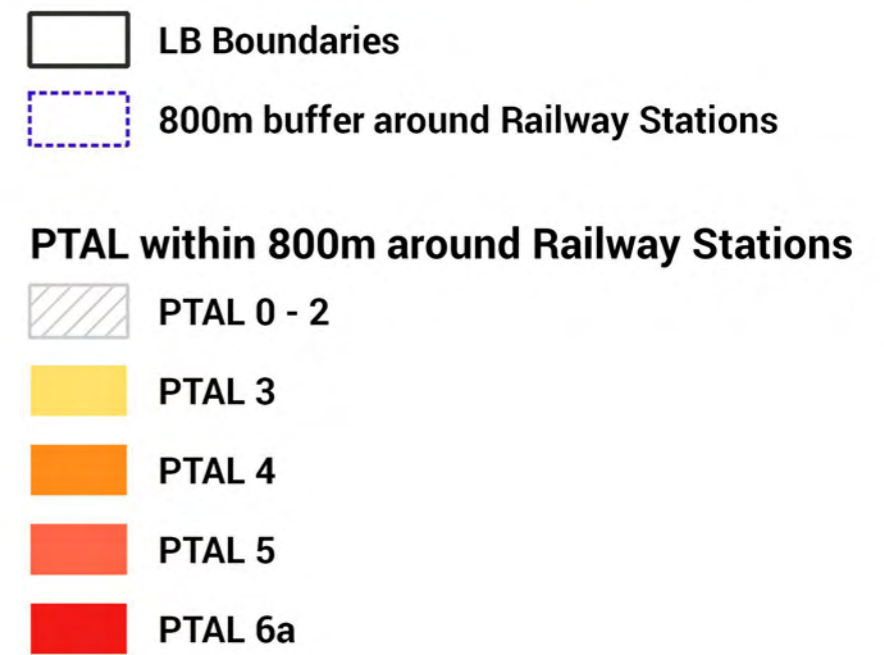 LB Boundaries
800m buffer around Railway Stations
PTAL within 800m around Railway Stations
PTAL 0 - 2
PTAL 3
PTAL 4
PTAL 5
PTAL 6a